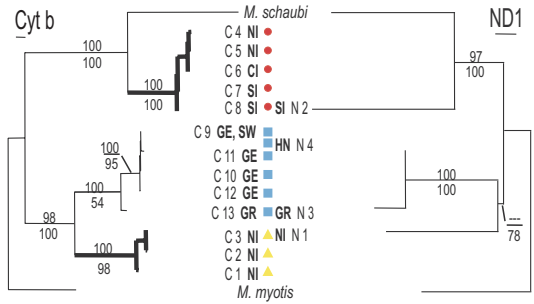 Cyt b
M. schaubi
ND1
C 4 NI
C 5 NI
C 6 CI
C 7 SI
C 8 SI SI N 2
C 9 GE, SW
HN N 4
C 11 GE
C 10 GE
C 12 GE
C 13 GR GR N 3
C 3 NI NI N 1
C 2 NI
C 1 NI
M. myotis
100
100
100
100
100
95
100
54
98
100
100
98
97
100
100
100
---
78